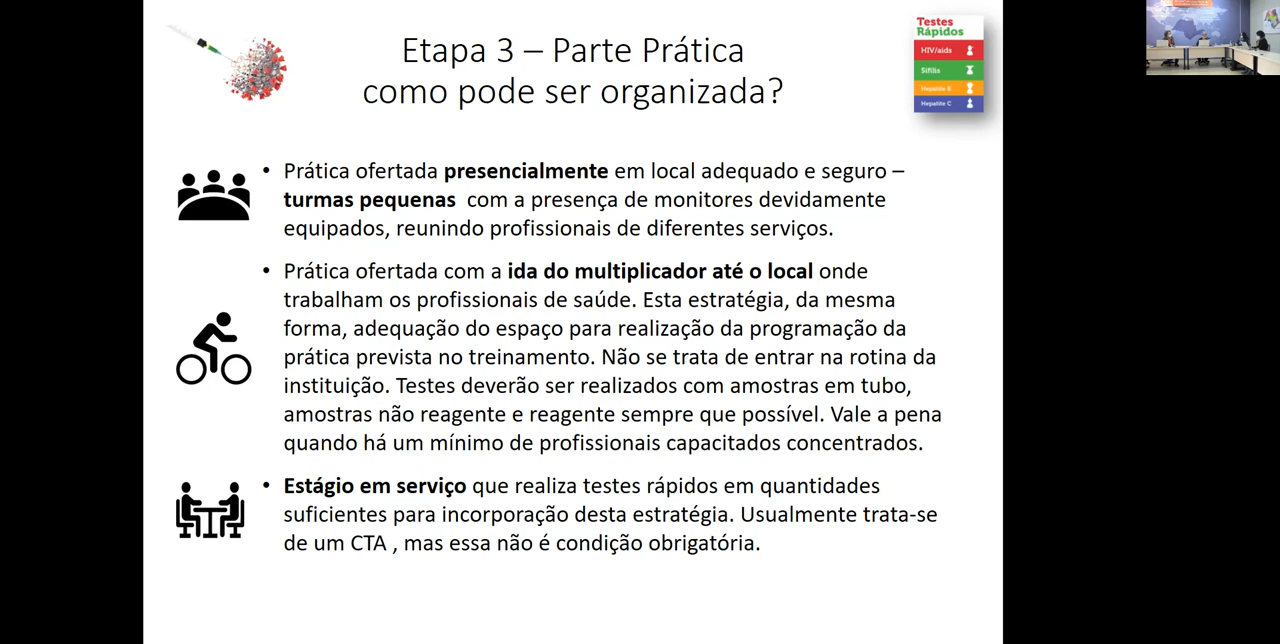 Etapa 3 – Parte Prática
como pode ser organizada?
Testes
Rápidos
HIV/aids
Sífilis
Hepatite B
Hepatite C
• Prática ofertada presencialmente em local adequado e seguro –
turmas pequenas com a presença de monitores devidamente
equipados, reunindo profissionais de diferentes serviços.
• Prática ofertada com a ida do multiplicador até o local onde
trabalham os profissionais de saúde. Esta estratégia, da mesma
forma, adequação do espaço para realização da programação da
prática prevista no treinamento. Não se trata de entrar na rotina da
instituição. Testes deverão ser realizados com amostras em tubo,
amostras não reagente e reagente sempre que possível. Vale a pena
quando há um mínimo de profissionais capacitados concentrados.
• Estágio em serviço que realiza testes rápidos em quantidades
suficientes para incorporação desta estratégia. Usualmente trata-se
de um CTA , mas essa não é condição obrigatória.